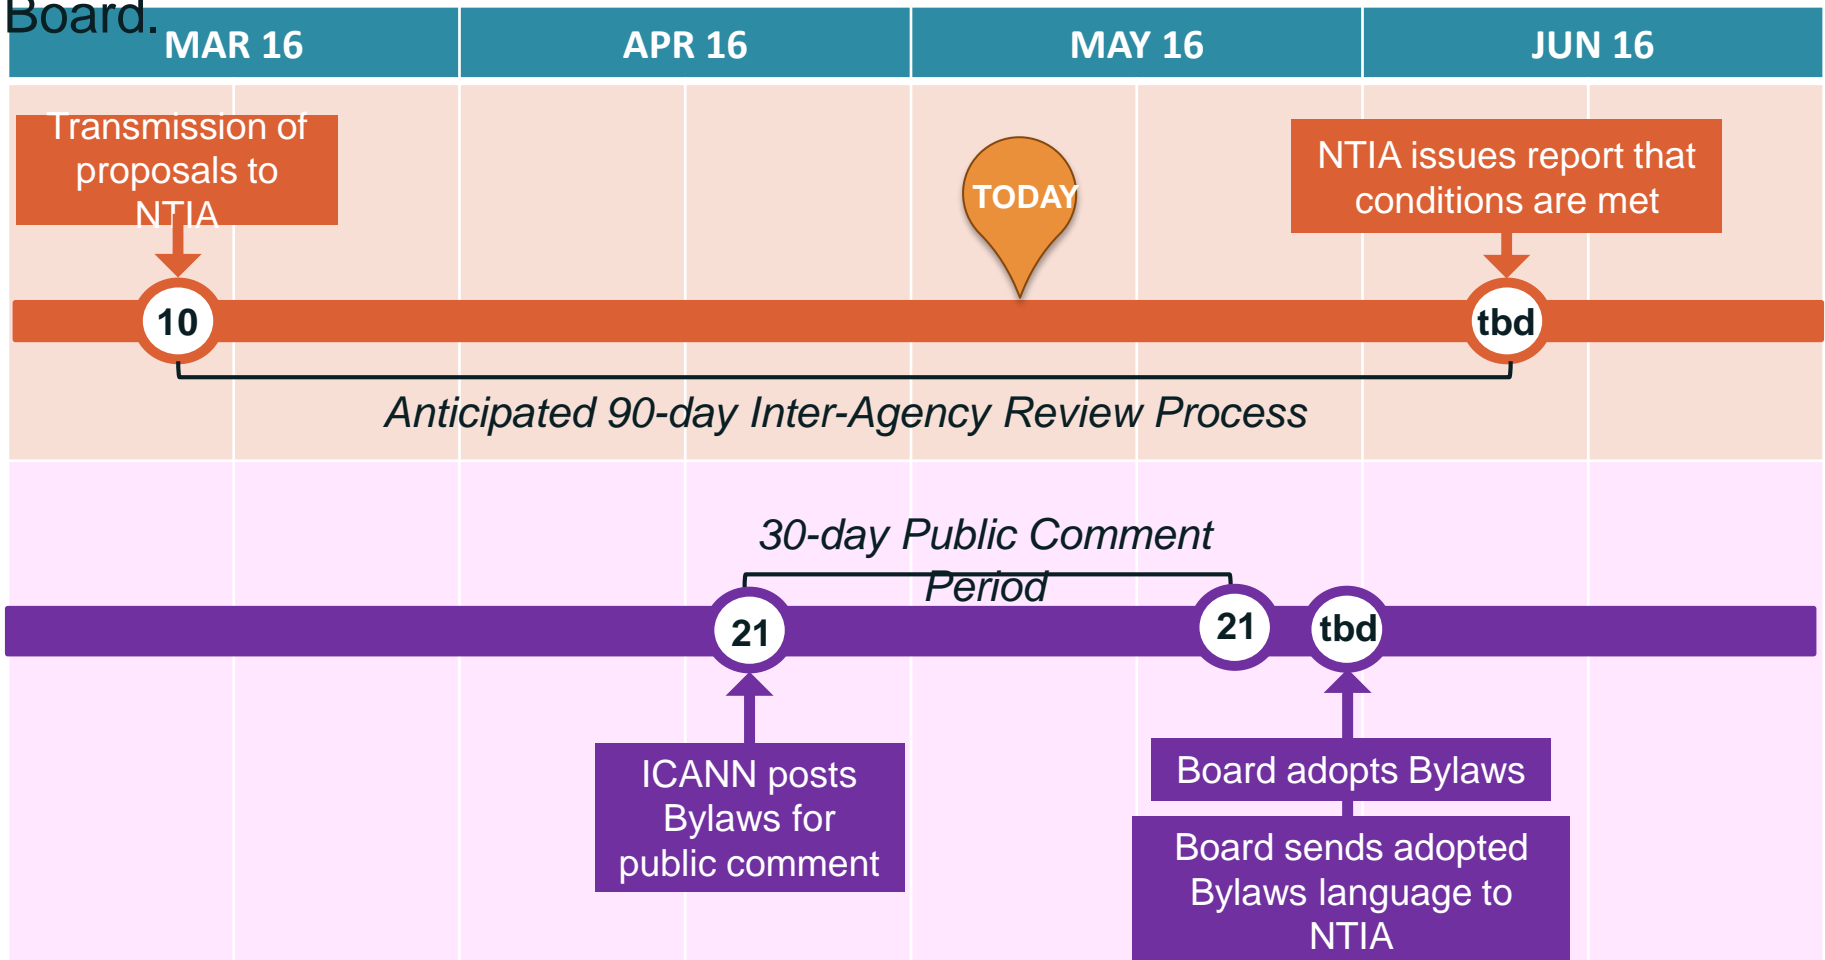 Board.
MAR 16
APR 16
MAY 16
JUN 16
Transmission of
proposals to
NTIA
TODAY
NTIA issues report that
conditions are met
10
tbd
Anticipated 90-day Inter-Agency Review Process
30-day Public Comment
Period
21
21
tbd
ICANN posts
Bylaws for
public comment
Board adopts Bylaws
Board sends adopted
Bylaws language to
NTIA